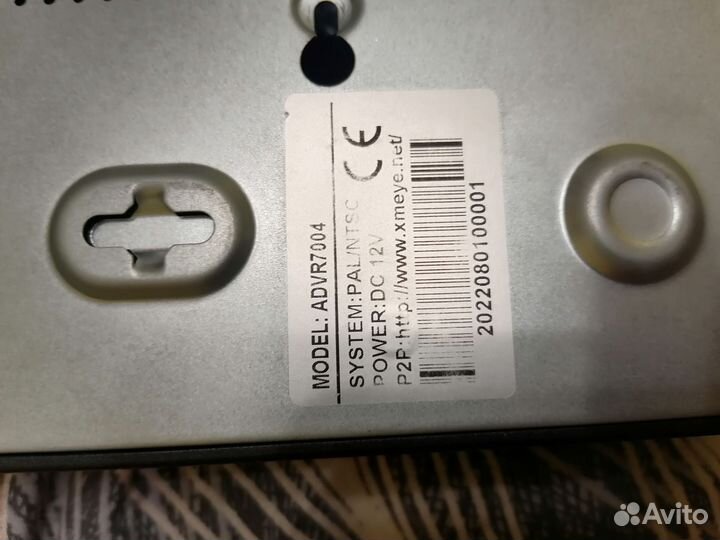 MODEL: ADVR7004
SYSTEM:PAL/NTSC
POWER:DC 12V
P2P:http://www.xmeye.net/
CE
2022080100001
Avito